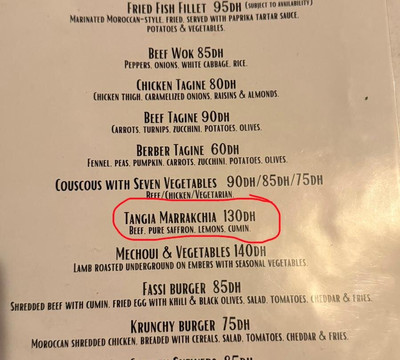 FRIED FISH FILLET 95DH (SUBJECT TO AVAILABILITY)
MARINATED MOROCCAN-STYLE, FRIED, SERVED WITH PAPRIKA TARTAR SAUCE,
POTATOES & VEGETABLES.
BEEF WOK 85DH
PEPPERS, ONIONS, WHITE CABBAGE, RICE.
CHICKEN TAGINE 80DH
CHICKEN THIGH, CARAMELIZED ONIONS, RAISINS & ALMONDS.
BEEF TAGINE 90DH
CARROTS, TURNIPS, ZUCCHINI, POTATOES, OLIVES.
BERBER TAGINE 60DH
FENNEL, PEAS, PUMPKIN, CARROTS, ZUCCHINI, POTATOES, OLIVES.
COUSCOUS WITH SEVEN VEGETABLES 90DH/85DH/75DH
BEEF/CHICKEN/VEGETARIAN
TANGIA MARRAKCHIA 130DH
BEEF, PURE SAFFRON, LEMONS, CUMIN.
MECHOUI & VEGETABLES 140DH
LAMB ROASTED UNDERGROUND ON EMBERS WITH SEASONAL VEGETABLES
FASSI BURGER 85DH
SHREDDED BEEF WITH CUMIN, FRIED EGG WITH KHLII & BLACK OLIVES, SALAD, TOMATOES, CHEDDAR & FRIES.
KRUNCHY BURGER 75DH
MOROCCAN SHREDDED CHICKEN, BREADED WITH CEREALS, SALAD, TOMATOES, CHEDDAR & FRIES.